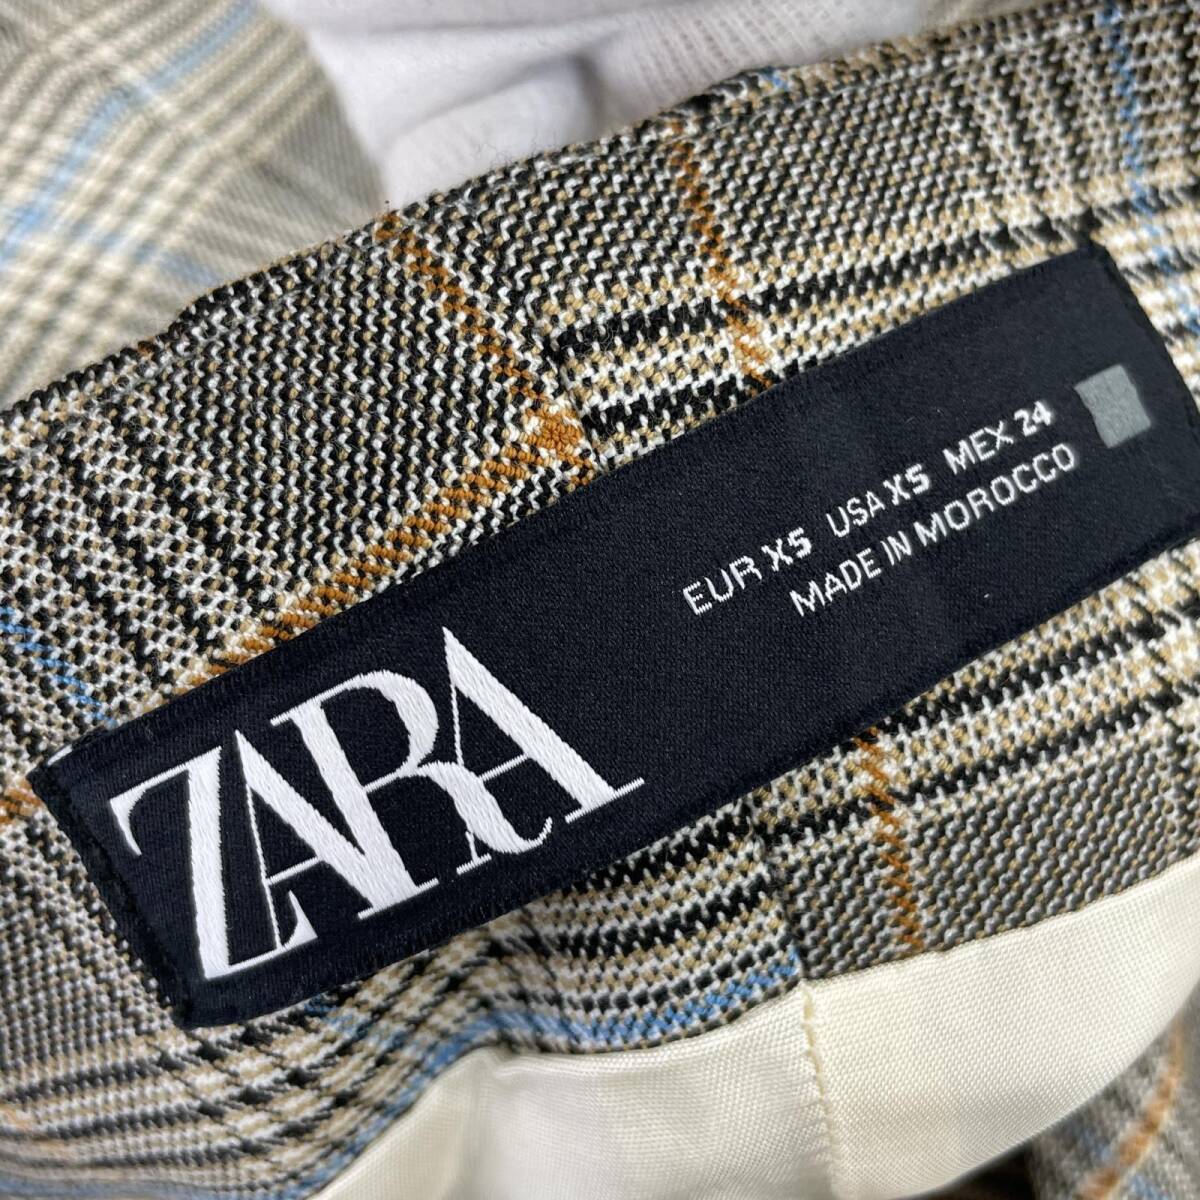 ZARA
EUR XS USA XS MEX 24
MADE IN MOROCCO